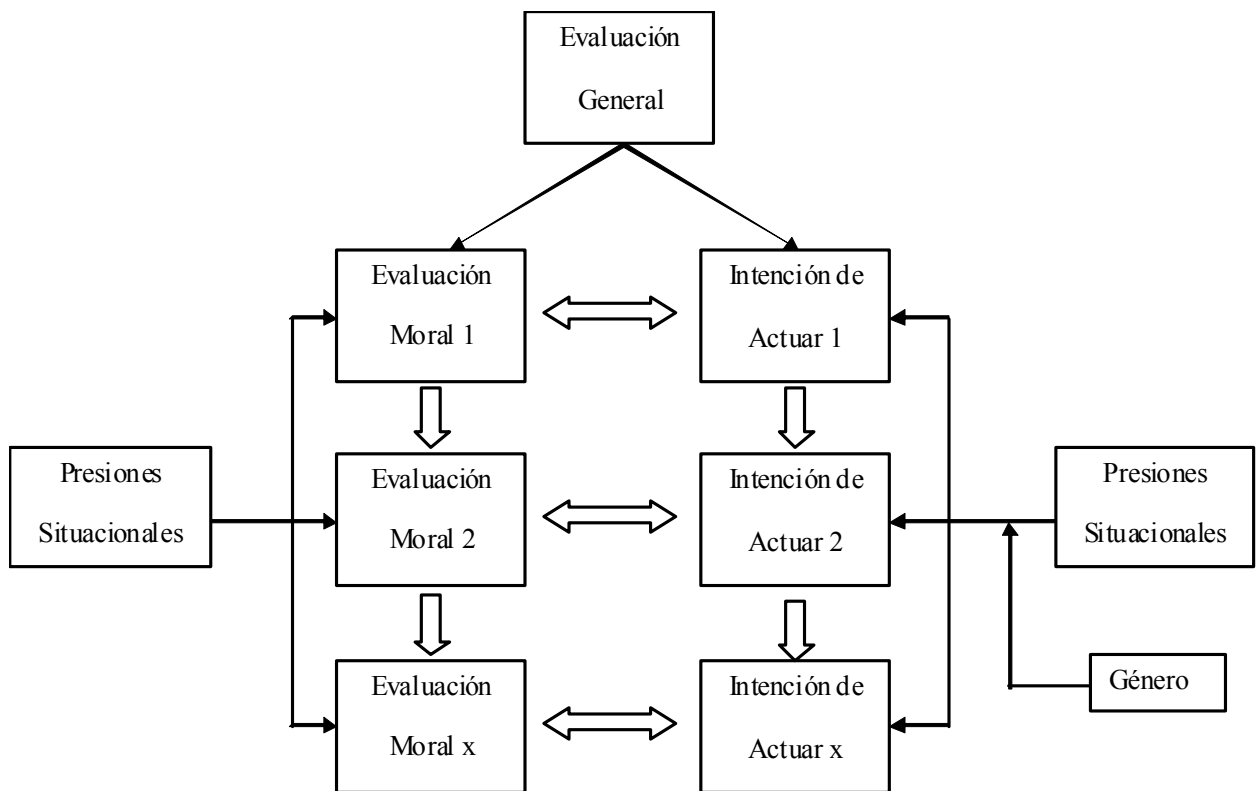 Evaluación
General
Evaluación
Moral 1
Intención de
Actuar 1
Presiones
Situacionales
Evaluación
Moral 2
Intención de
Actuar 2
Presiones
Situacionales
Evaluación
Moral x
Intención de
Actuar x
Género